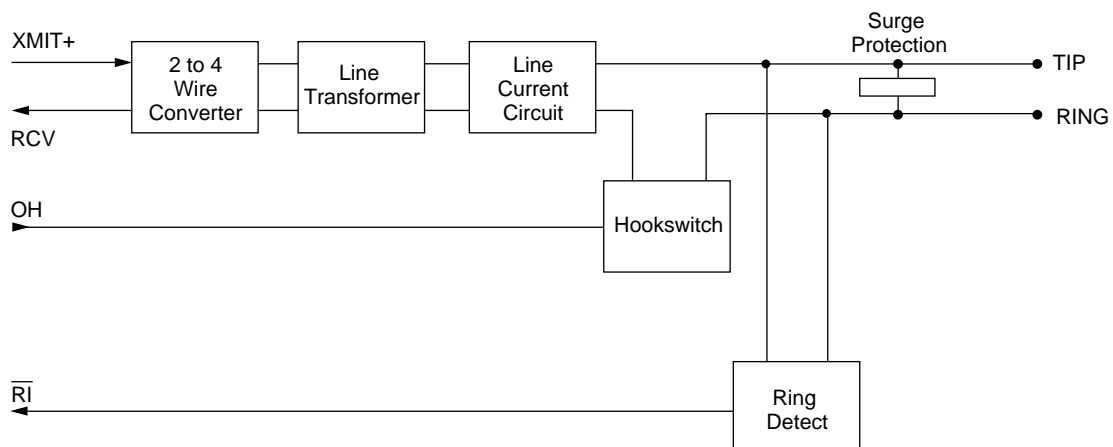 XMIT+
2 to 4
Wire
Converter
Line
Transformer
Line
Current
Circuit
Surge
Protection
TIP
RCV
RING
OH
Hookswitch
R̅I̅
Ring
Detect